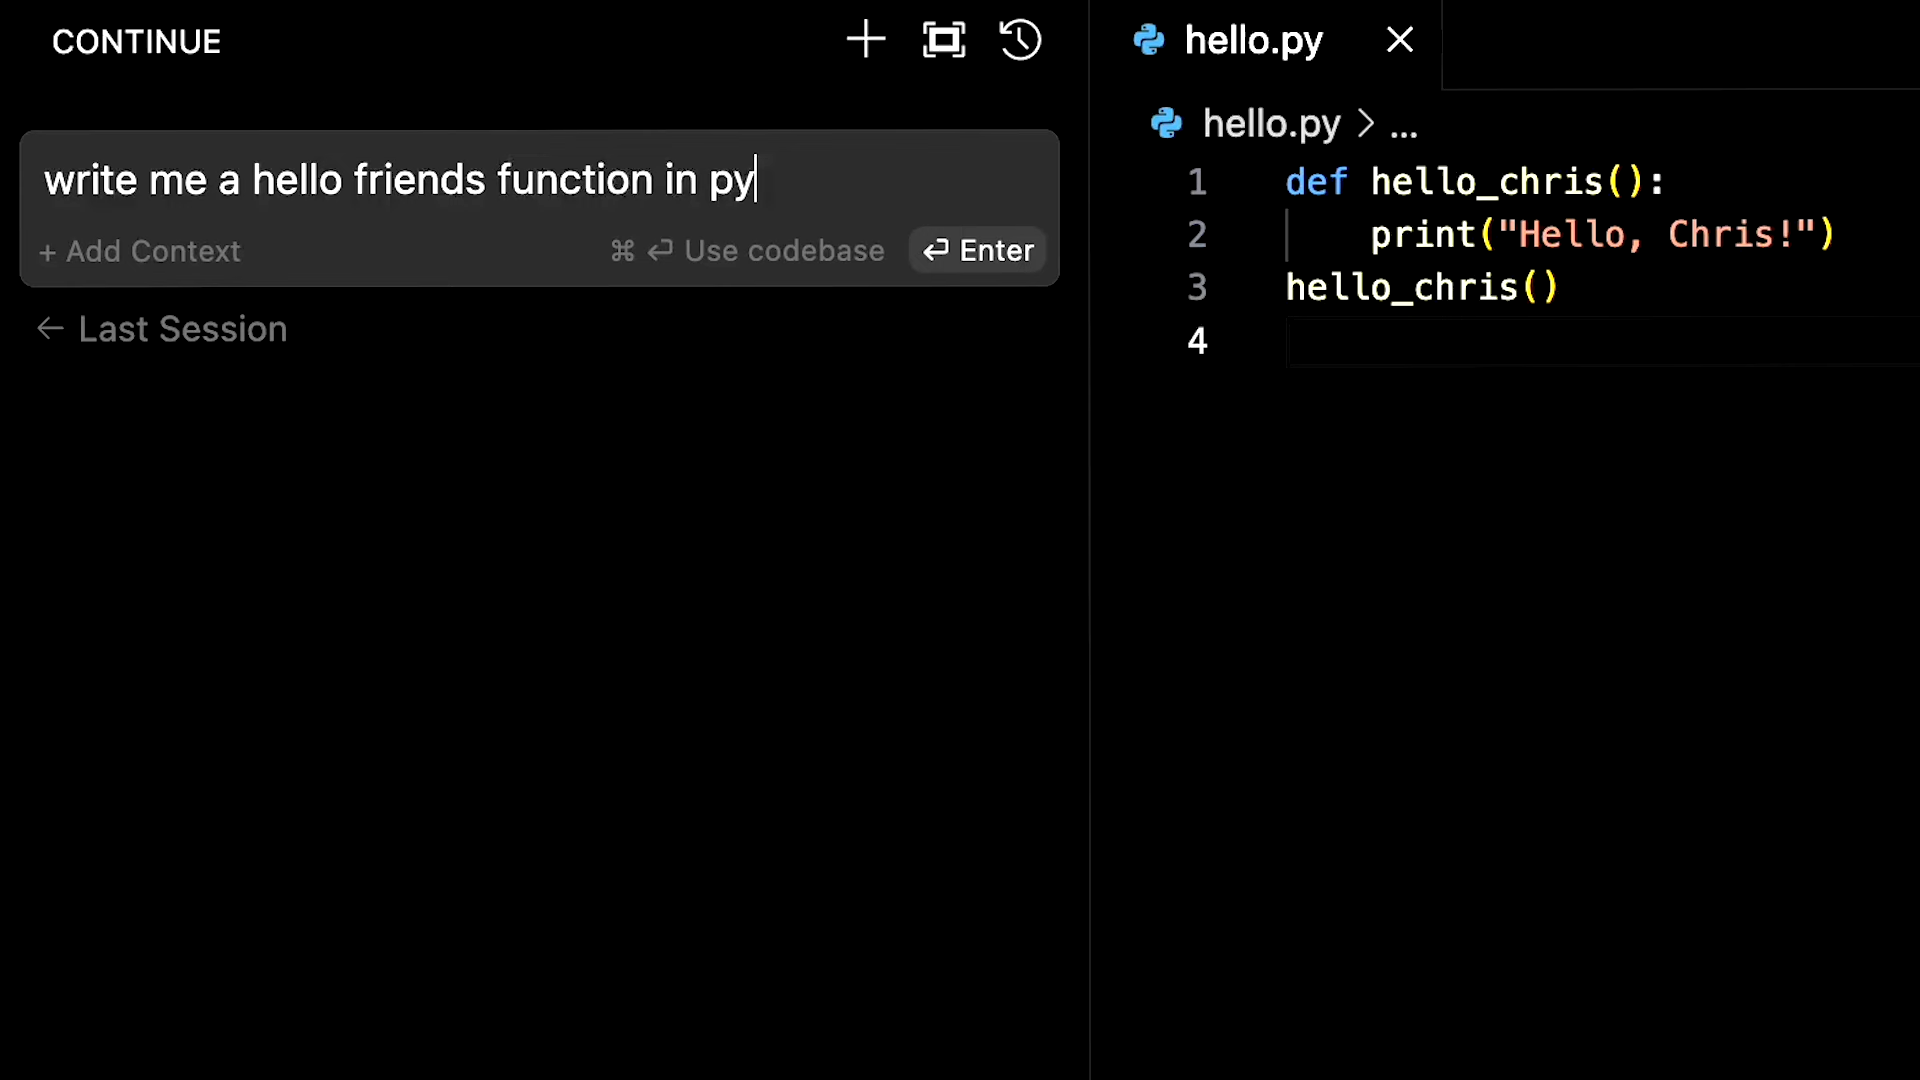 CONTINUE
write me a hello friends function in py
+ Add Context
⌘ ⏎ Use codebase
⏎ Enter
← Last Session
hello.py
hello.py > ...
1 def hello_chris():
2     print("Hello, Chris!")
3 hello_chris()
4